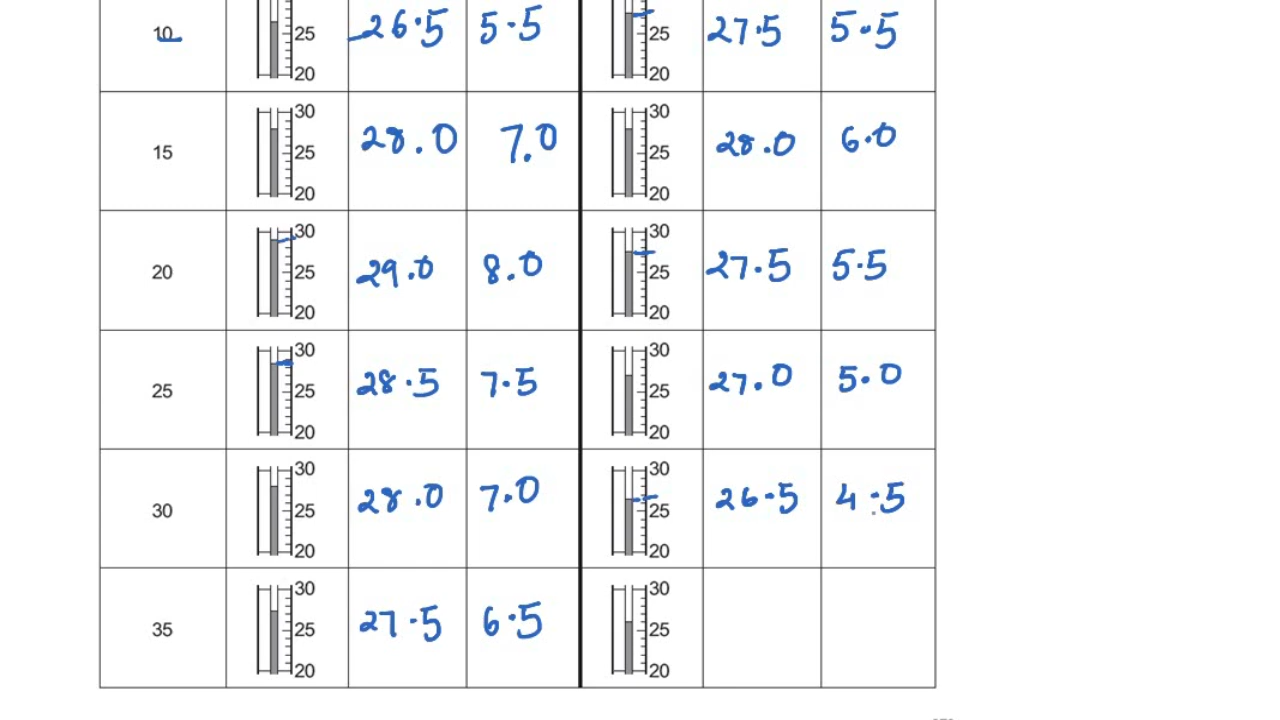 10 25 20 26.5 5.5 25 20 27.5 5.5
15 30 25 20 28.0 7.0 30 25 20 28.0 6.0
20 30 25 20 29.0 8.0 30 25 20 27.5 5.5
25 30 25 20 28.5 7.5 30 25 20 27.0 5.0
30 30 25 20 28.0 7.0 30 25 20 26.5 4.5
35 30 25 20 27.5 6.5 30 25 20